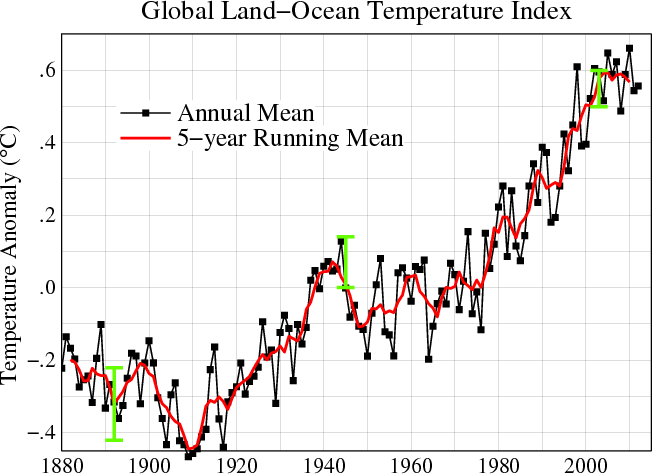 Global Land−Ocean Temperature Index
Annual Mean
5−year Running Mean
Temperature Anomaly (°C)
.6
.4
.2
.0
−.2
−.4
1880 1900 1920 1940 1960 1980 2000